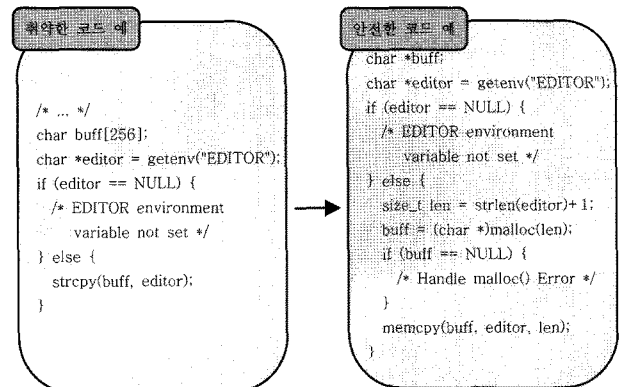 취약한 코드 예
/* ... */
char buff[256];
char *editor = getenv("EDITOR");
if (editor == NULL) {
/* EDITOR environment
variable not set */
} else {
strcpy(buff, editor);
}
안전한 코드 예
char *buff;
char *editor = getenv("EDITOR");
if (editor == NULL) {
/* EDITOR environment
variable not set */
} else {
size_t len = strlen(editor)+1;
buff = (char *)malloc(len);
if (buff == NULL) {
/* Handle malloc() Error */
}
memcpy(buff, editor, len);
}